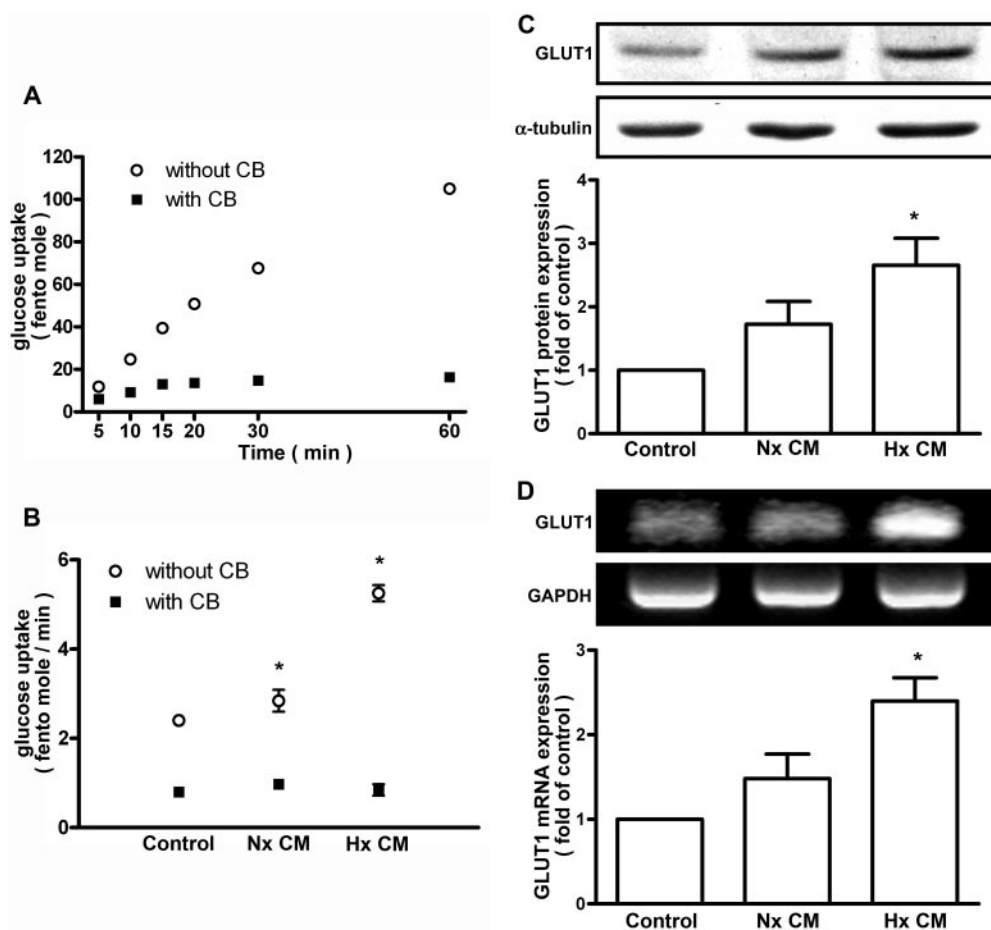 A
120
100
80
60
40
20
0
glucose uptake
( fento mole )
without CB
with CB
5 10 15 20 30 60
Time ( min )
B
6
4
2
0
glucose uptake
( fento mole / min )
without CB
with CB
*
*
Control Nx CM Hx CM
C
GLUT1
α-tubulin
4
3
2
1
0
GLUT1 protein expression
( fold of control )
*
Control Nx CM Hx CM
D
GLUT1
GAPDH
3
2
1
0
GLUT1 mRNA expression
( fold of control )
*
Control Nx CM Hx CM